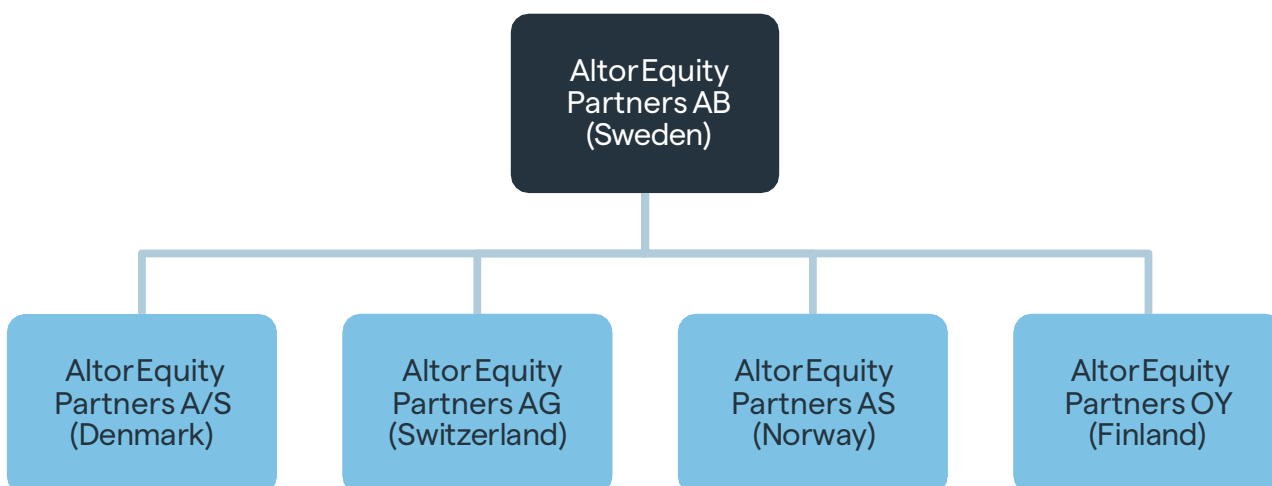 Altor Equity
Partners AB
(Sweden)
Altor Equity
Partners A/S
(Denmark)
Altor Equity
Partners AG
(Switzerland)
Altor Equity
Partners AS
(Norway)
Altor Equity
Partners OY
(Finland)